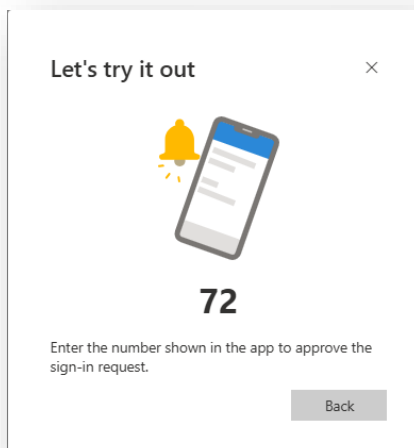 Let's try it out
72
Enter the number shown in the app to approve the
sign-in request.
Back